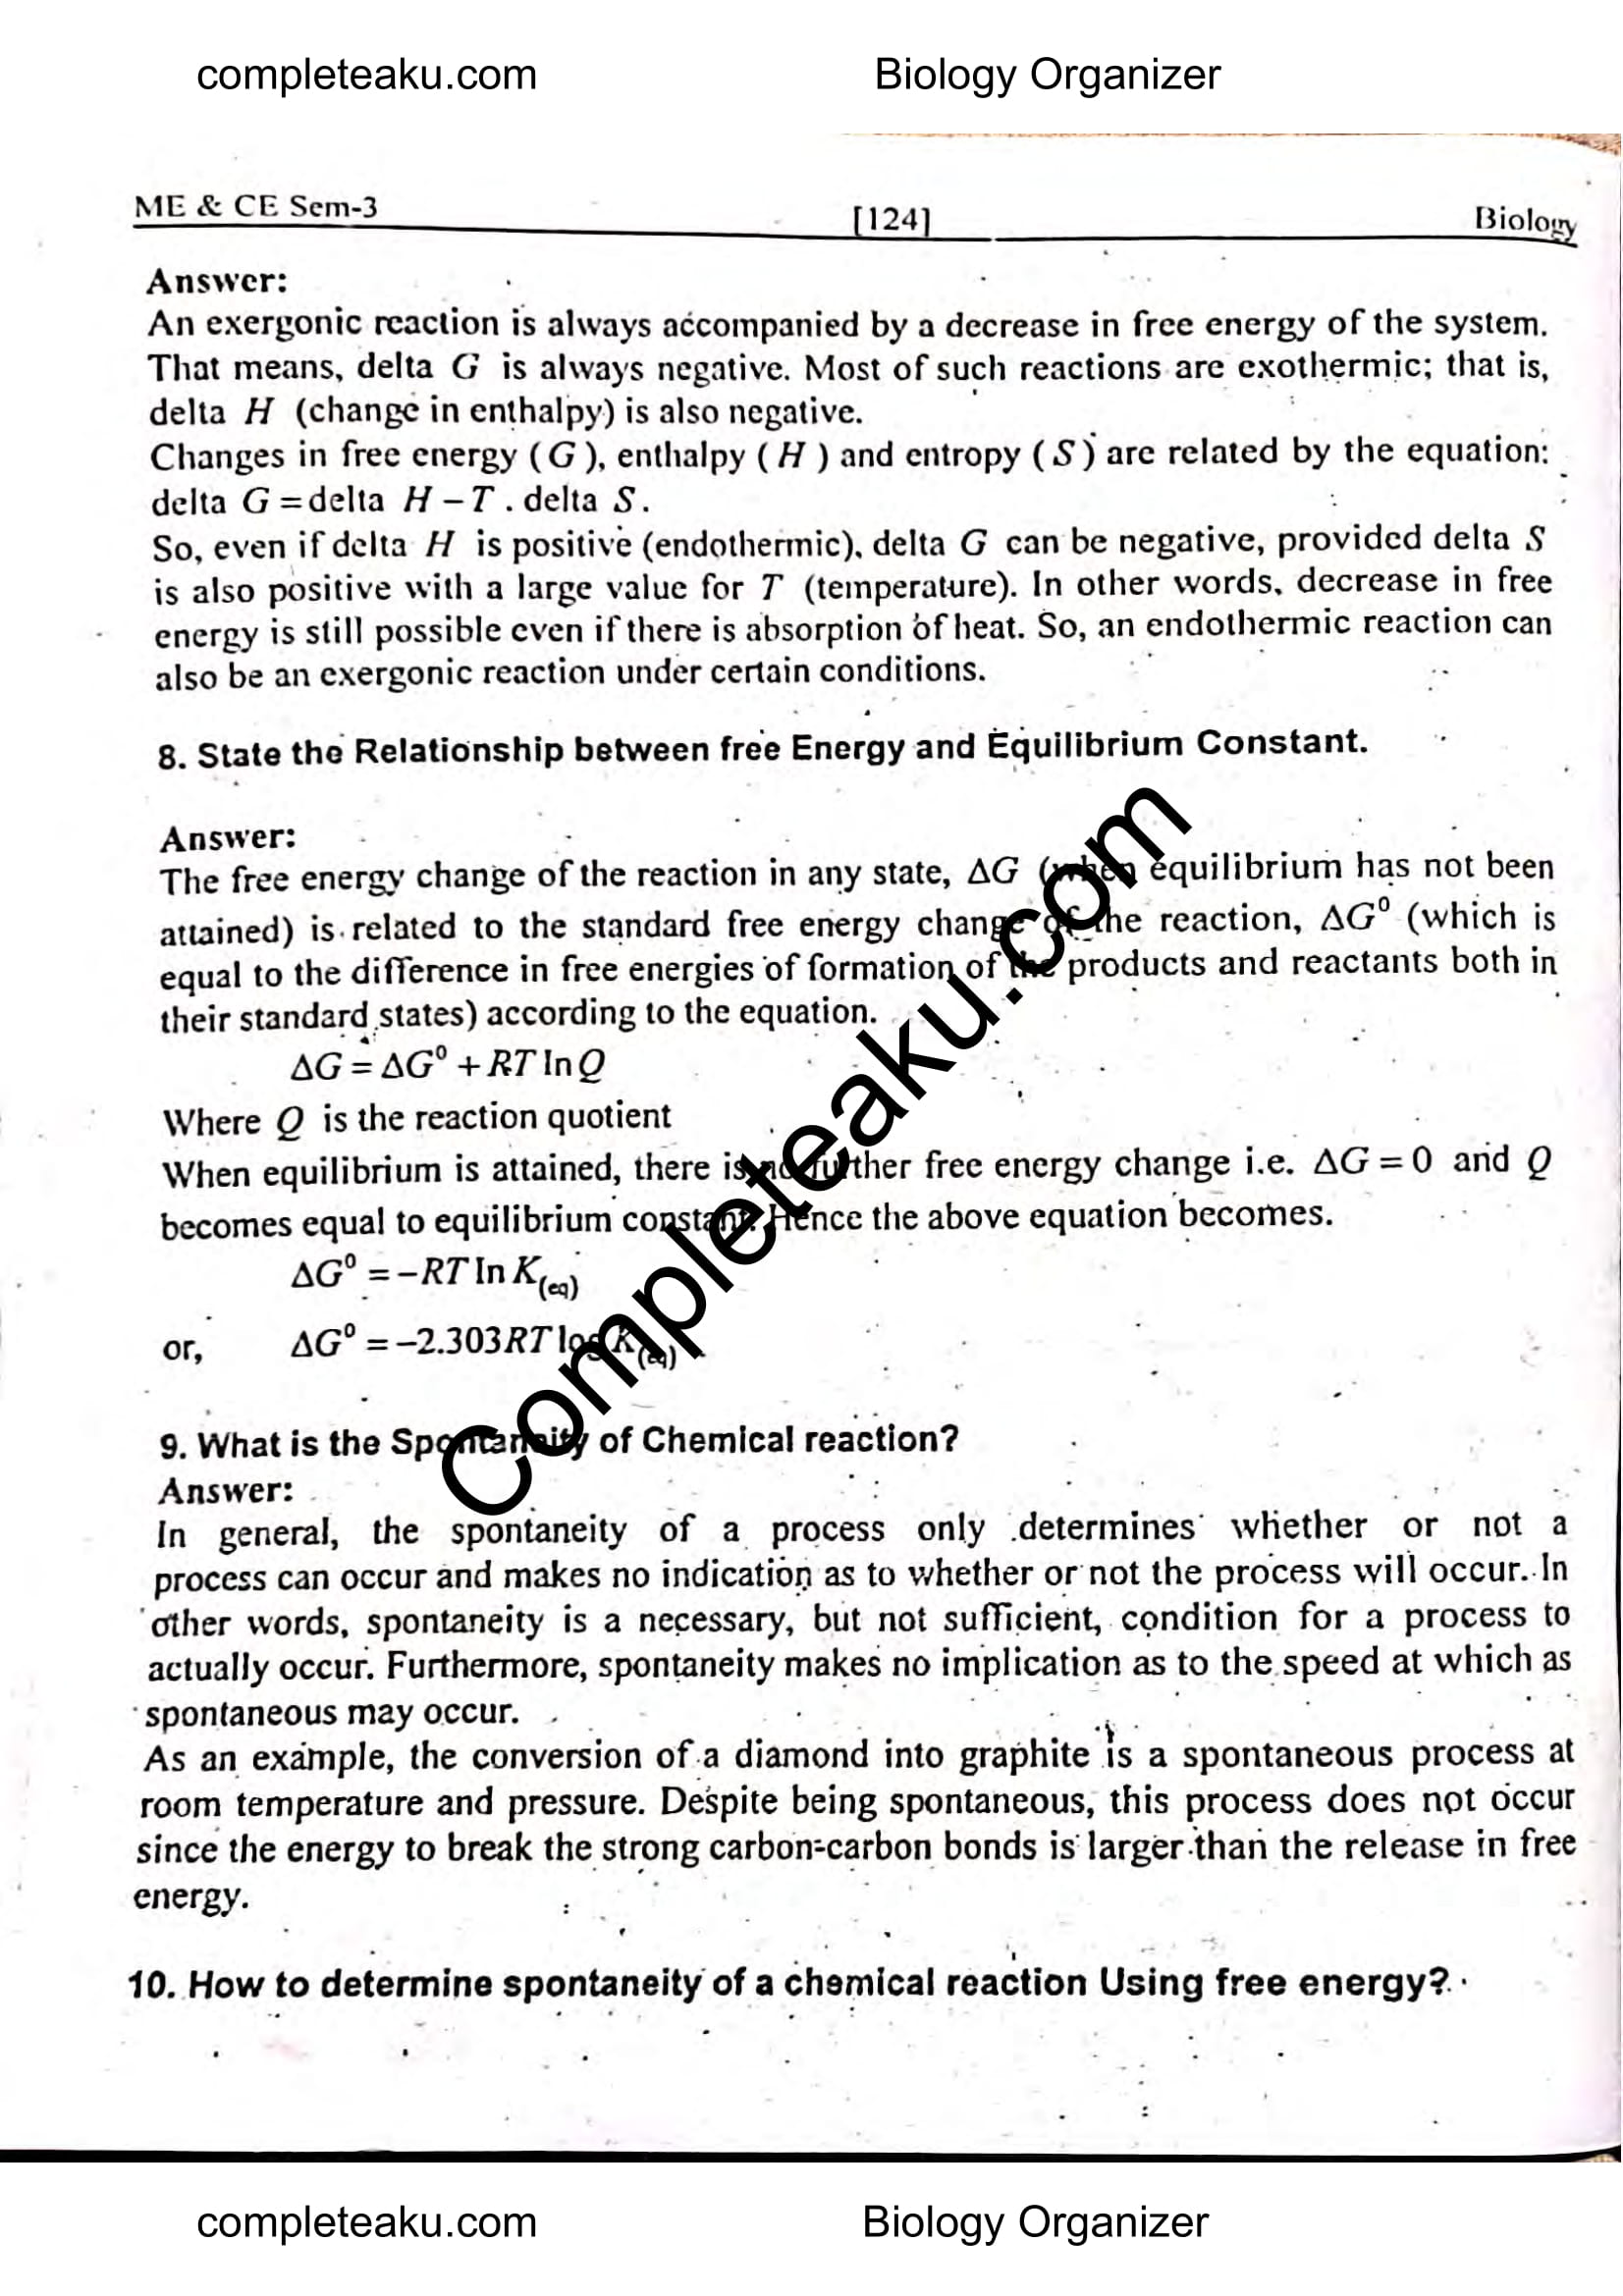 completeaku.com Biology Organizer
ME & CE Sem-3 [124] Biology
Answer:
An exergonic reaction is always accompanied by a decrease in free energy of the system.
That means, delta G is always negative. Most of such reactions are exothermic; that is,
delta H (change in enthalpy) is also negative.
Changes in free energy (G), enthalpy (H) and entropy (S) are related by the equation:
delta G = delta H – T . delta S.
So, even if delta H is positive (endothermic), delta G can be negative, provided delta S
is also positive with a large value for T (temperature). In other words, decrease in free
energy is still possible even if there is absorption of heat. So, an endothermic reaction can
also be an exergonic reaction under certain conditions.
8. State the Relationship between free Energy and Equilibrium Constant.
Answer:
The free energy change of the reaction in any state, ΔG (when equilibrium has not been
attained) is related to the standard free energy change of the reaction, ΔG⁰ (which is
equal to the difference in free energies of formation of the products and reactants both in
their standard states) according to the equation.
ΔG = ΔG⁰ + RT ln Q
Where Q is the reaction quotient
When equilibrium is attained, there is no further free energy change i.e. ΔG = 0 and Q
becomes equal to equilibrium constant. Hence the above equation becomes.
ΔG⁰ = –RT ln K(eq)
or, ΔG⁰ = –2.303RT log K(eq)
9. What is the Spontaneity of Chemical reaction?
Answer:
In general, the spontaneity of a process only determines whether or not a
process can occur and makes no indication as to whether or not the process will occur. In
other words, spontaneity is a necessary, but not sufficient, condition for a process to
actually occur. Furthermore, spontaneity makes no implication as to the speed at which as
spontaneous may occur.
As an example, the conversion of a diamond into graphite is a spontaneous process at
room temperature and pressure. Despite being spontaneous, this process does not occur
since the energy to break the strong carbon-carbon bonds is larger than the release in free
energy.
10. How to determine spontaneity of a chemical reaction Using free energy?
Completeaku.com
completeaku.com Biology Organizer